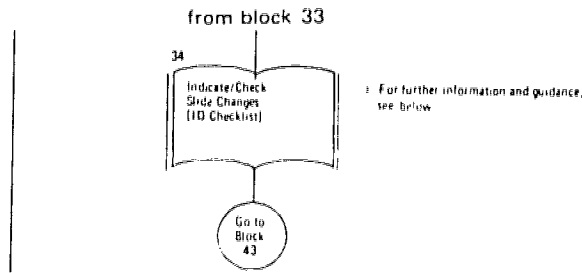 from block 33
34
Indicate/Check
Slide Changes
(ID Checklist)
For further information and guidance,
see below
Go to
Block
43